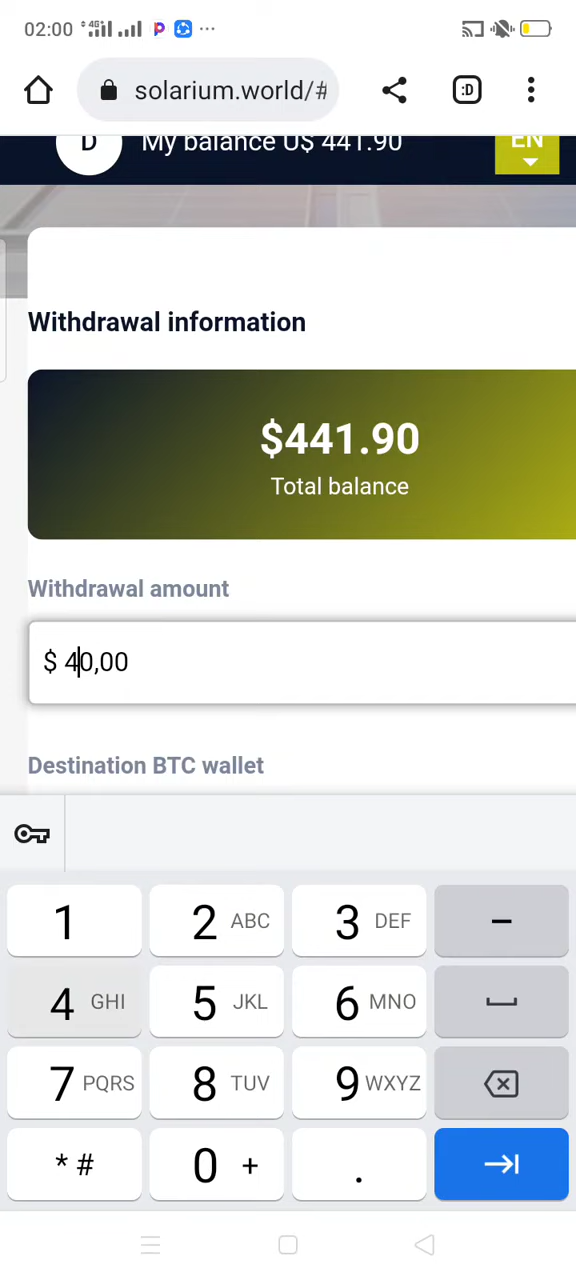 02:00 4G
solarium.world/# :D
D My balance U$ 441.90 EN
Withdrawal information
$441.90
Total balance
Withdrawal amount
$ 40,00
Destination BTC wallet
1 2 ABC 3 DEF –
4 GHI 5 JKL 6 MNO
7 PQRS 8 TUV 9 WXYZ
* # 0 + .